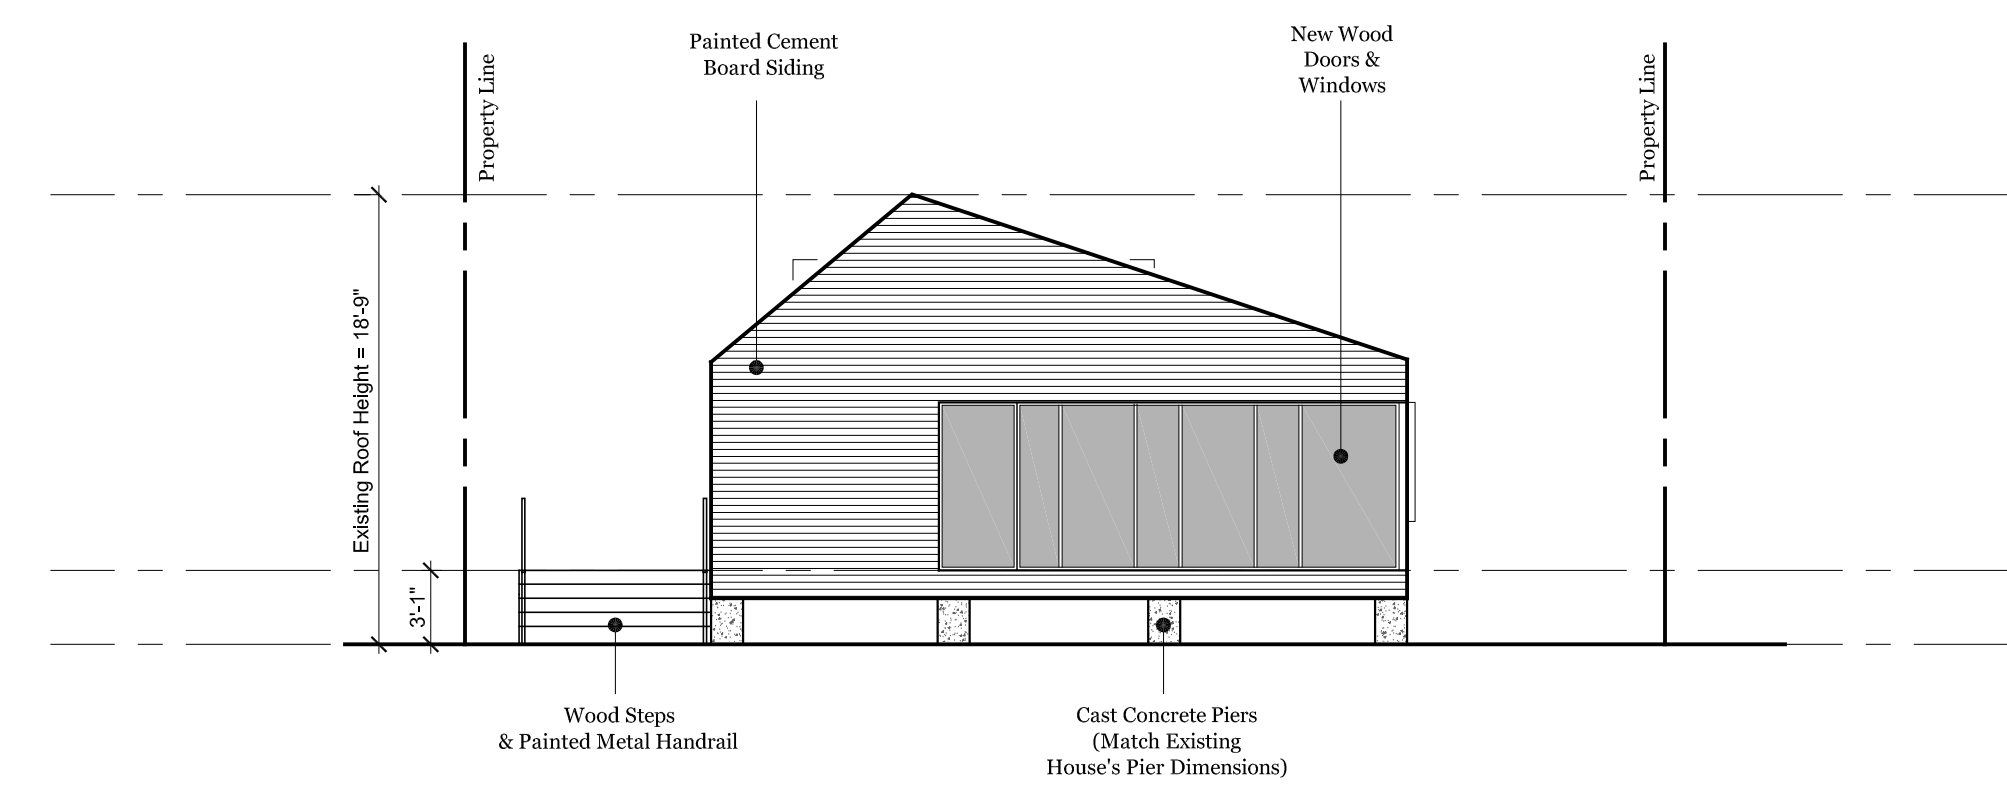 Painted Cement
Board Siding
New Wood
Doors &
Windows
Property Line
Property Line
Existing Roof Height = 18'-9"
3'-1"
Wood Steps
& Painted Metal Handrail
Cast Concrete Piers
(Match Existing
House's Pier Dimensions)